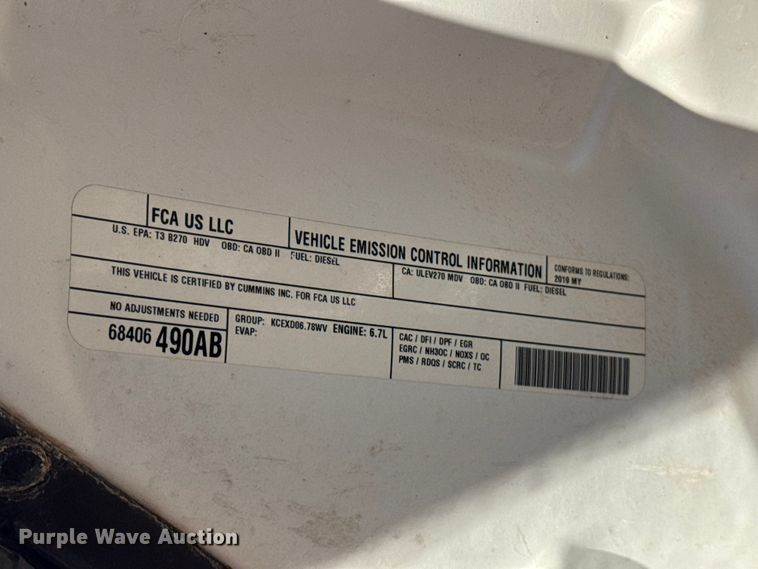 FCA US LLC
VEHICLE EMISSION CONTROL INFORMATION
CONFORMS TO REGULATIONS:
2019 MY
U.S. EPA: T3 B270 HDV OBD: CA OBD II FUEL: DIESEL
CA: ULEV270 MDV OBD: CA OBD II FUEL: DIESEL
THIS VEHICLE IS CERTIFIED BY CUMMINS INC. FOR FCA US LLC
NO ADJUSTMENTS NEEDED
68406 490AB
GROUP: KCEXD06.78WV ENGINE: 6.7L
EVAP:
CAC / DFI / DPF / EGR
EGRC / NH3OC / NOXS / OC
PMS / RDQS / SCRC / TC
Purple Wave Auction